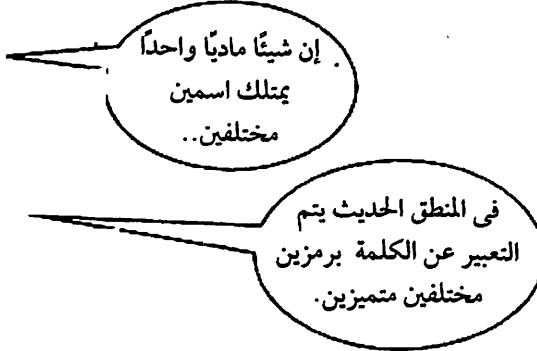 إن شيئًا ماديًا واحدًا
يمتلك اسمين
مختلفين..
فى المنطق الحديث يتم
التعبير عن الكلمة برمزين
مختلفين متميزين.